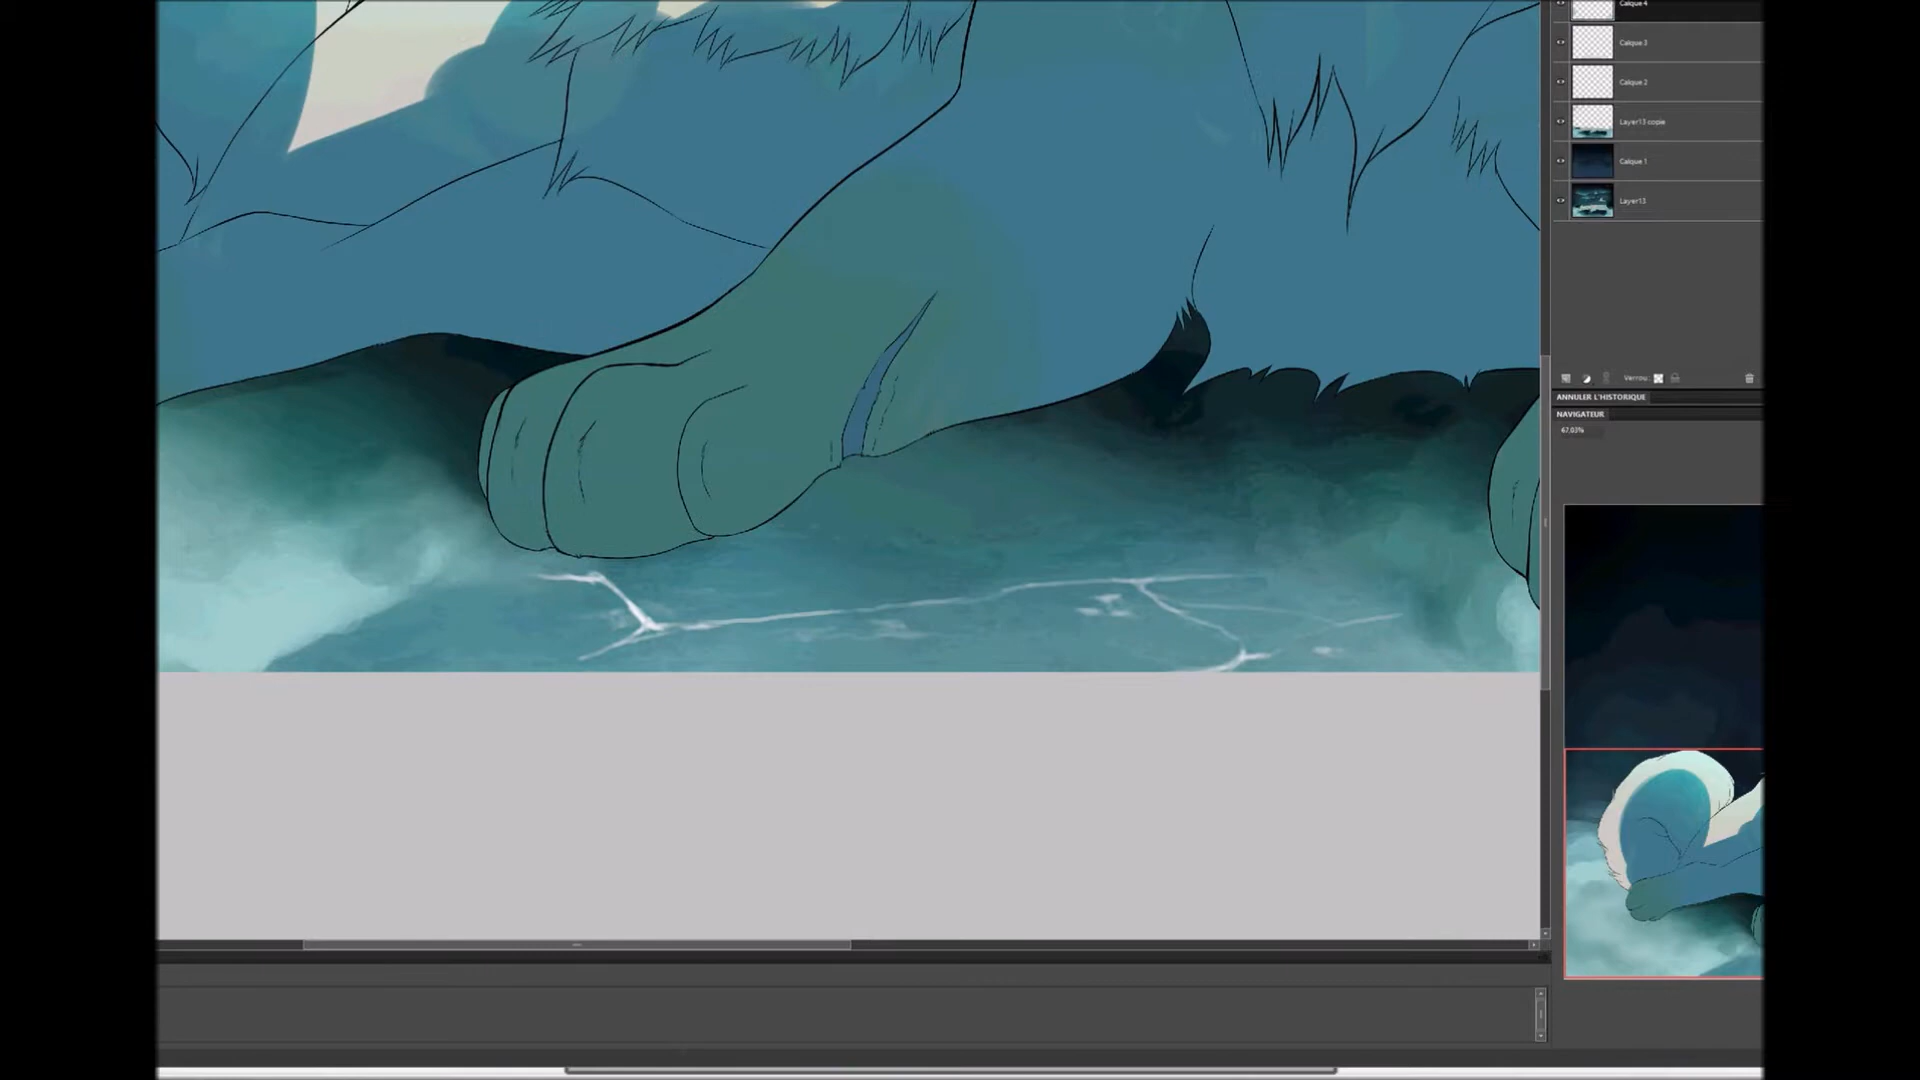 Calque 4
Calque 3
Calque 2
Layer13 copie
Calque 1
Layer13
Verrou:
ANNULER L'HISTORIQUE
NAVIGATEUR
67,03%